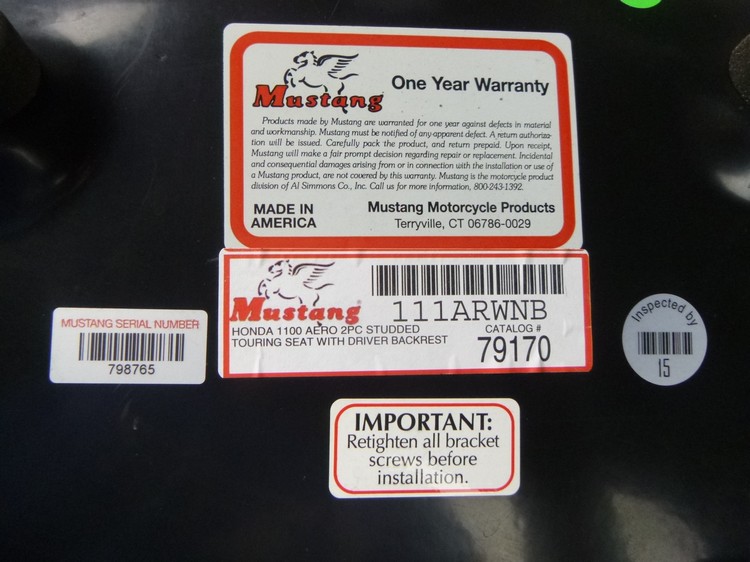 Mustang
One Year Warranty
Products made by Mustang are warranted for one year against defects in material
and workmanship. Mustang must be notified of any apparent defect. A return authoriza-
tion will be issued. Carefully pack the product, and return prepaid. Upon receipt,
Mustang will make a fair prompt decision regarding repair or replacement. Incidental
and consequential damages arising from or in connection with the installation or use of
a Mustang product, are not covered by this warranty. Mustang is the motorcycle product
division of Al Simmons Co., Inc. Call us for more information, 800-243-1392.
MADE IN
AMERICA
Mustang Motorcycle Products
Terryville, CT 06786-0029
Mustang
111ARWNB
HONDA 1100 AERO 2PC STUDDED
TOURING SEAT WITH DRIVER BACKREST
CATALOG #
79170
MUSTANG SERIAL NUMBER
798765
Inspected by
15
IMPORTANT:
Retighten all bracket
screws before
installation.